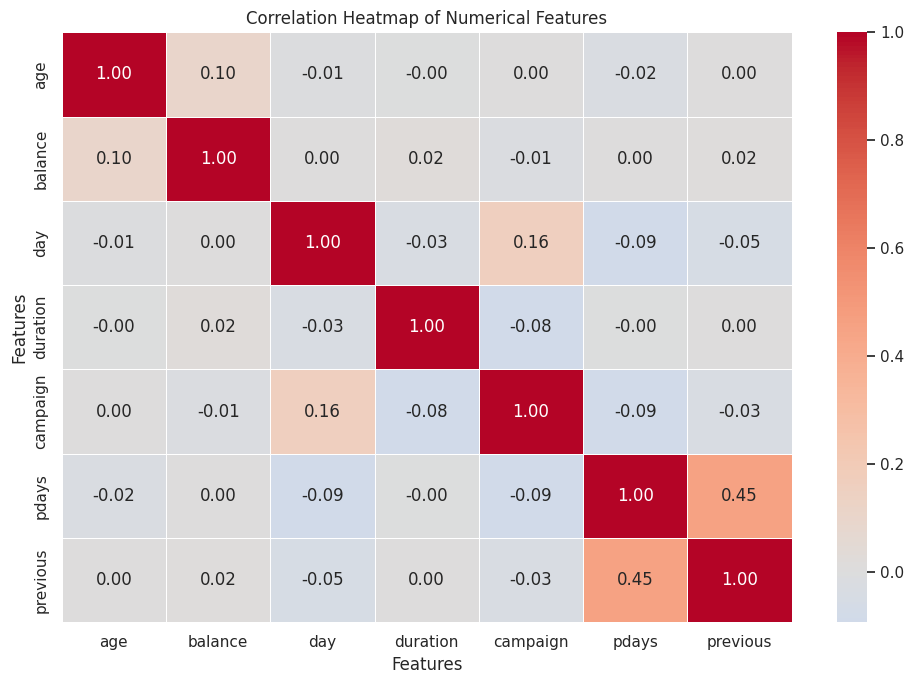 Correlation Heatmap of Numerical Features
age 1.00 0.10 -0.01 -0.00 0.00 -0.02 0.00
balance 0.10 1.00 0.00 0.02 -0.01 0.00 0.02
day -0.01 0.00 1.00 -0.03 0.16 -0.09 -0.05
duration -0.00 0.02 -0.03 1.00 -0.08 -0.00 0.00
campaign 0.00 -0.01 0.16 -0.08 1.00 -0.09 -0.03
pdays -0.02 0.00 -0.09 -0.00 -0.09 1.00 0.45
previous 0.00 0.02 -0.05 0.00 -0.03 0.45 1.00
Features
age balance day duration campaign pdays previous
Features
1.0
0.8
0.6
0.4
0.2
0.0